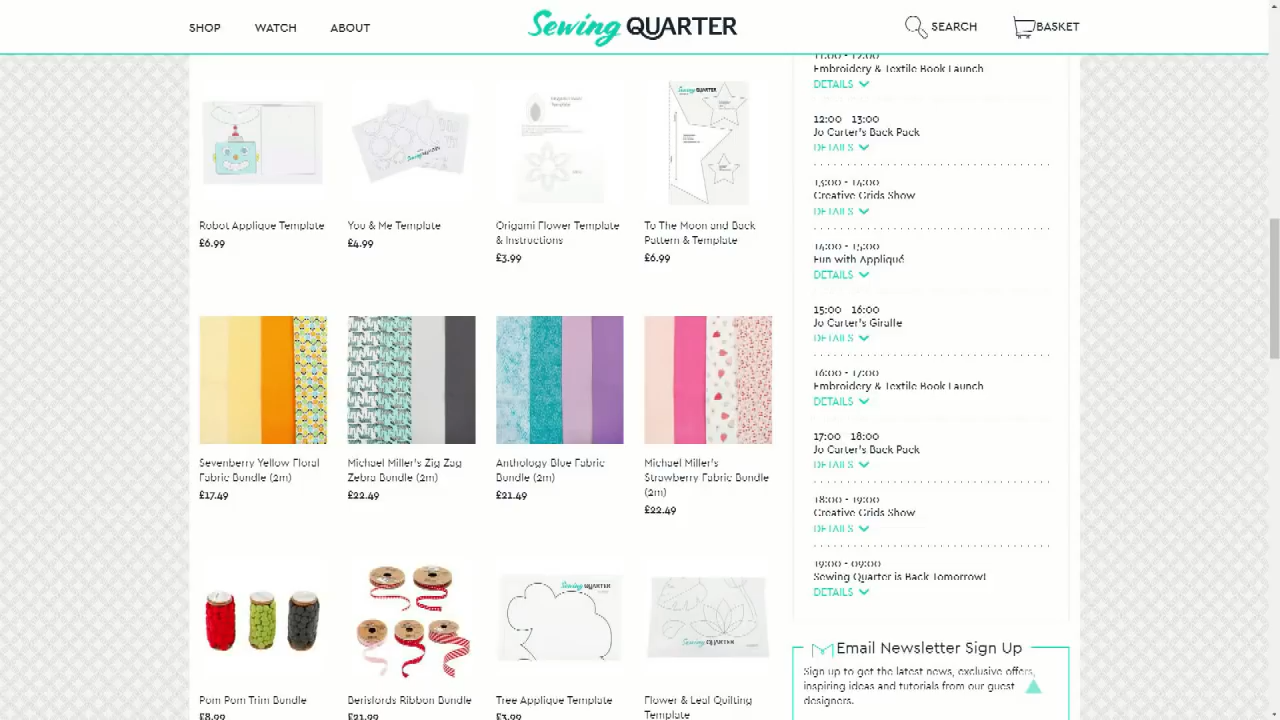 SHOP
WATCH
ABOUT
Sewing QUARTER
SEARCH
BASKET
Robot Applique Template
£6.99
You & Me Template
£4.99
Origami Flower Template
& Instructions
£3.99
To The Moon and Back
Pattern & Template
£6.99
Sevenberry Yellow Floral
Fabric Bundle (2m)
£17.49
Michael Miller's Zig Zag
Zebra Bundle (2m)
£22.49
Anthology Blue Fabric
Bundle (2m)
£21.49
Michael Miller's
Strawberry Fabric Bundle
(2m)
£22.49
Pom Pom Trim Bundle
£8.99
Berisfords Ribbon Bundle
£21.99
Tree Applique Template
£3.99
Flower & Leaf Quilting
Template
11:00 - 12:00
Embroidery & Textile Book Launch
DETAILS
12:00 - 13:00
Jo Carter's Back Pack
DETAILS
13:00 - 14:00
Creative Grids Show
DETAILS
14:00 - 15:00
Fun with Appliqué
DETAILS
15:00 - 16:00
Jo Carter's Giraffe
DETAILS
16:00 - 17:00
Embroidery & Textile Book Launch
DETAILS
17:00 - 18:00
Jo Carter's Back Pack
DETAILS
18:00 - 19:00
Creative Grids Show
DETAILS
19:00 - 09:00
Sewing Quarter is Back Tomorrow!
DETAILS
Email Newsletter Sign Up
Sign up to get the latest news, exclusive offers,
inspiring ideas and tutorials from our guest
designers.